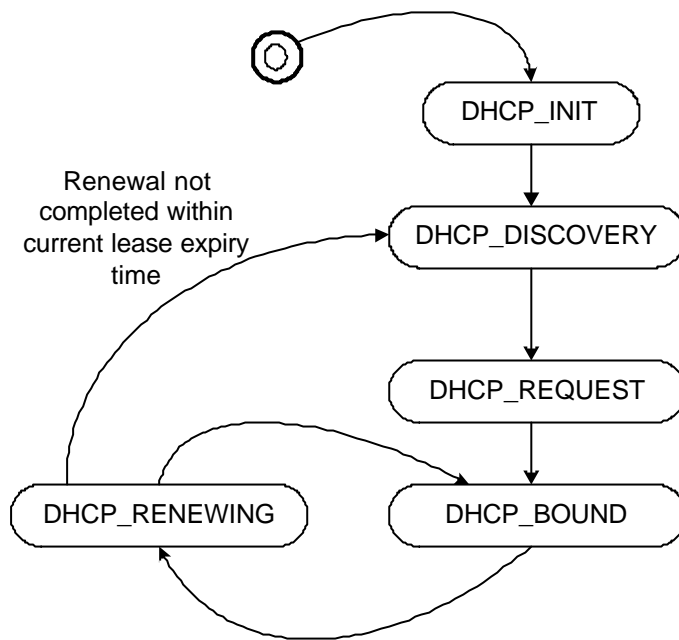 DHCP_INIT
Renewal not
completed within
current lease expiry
time
DHCP_DISCOVERY
DHCP_REQUEST
DHCP_RENEWING
DHCP_BOUND